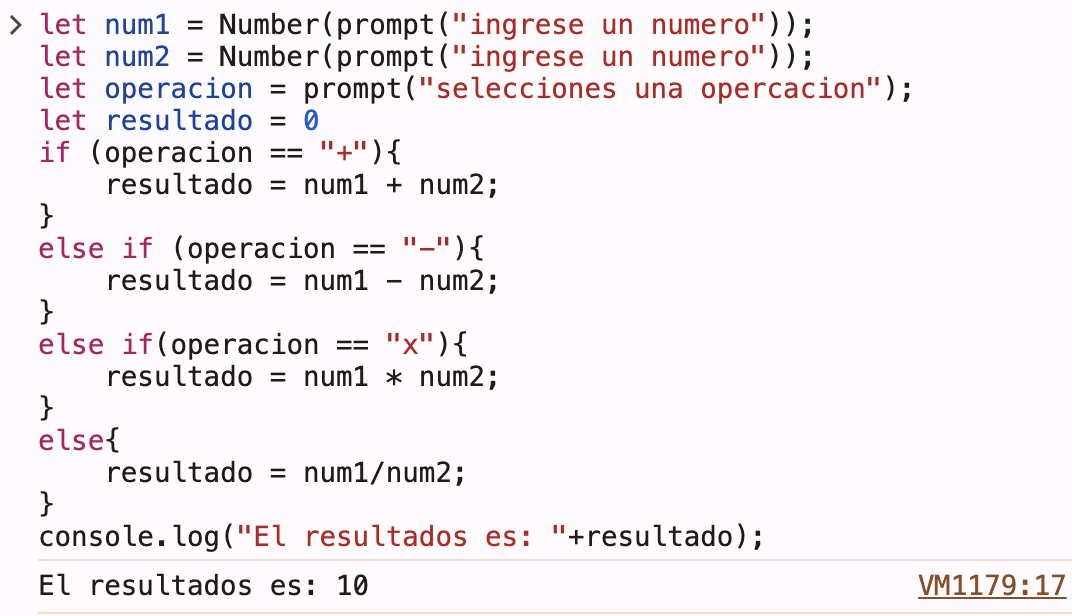 > let num1 = Number(prompt("ingrese un numero"));
let num2 = Number(prompt("ingrese un numero"));
let operacion = prompt("selecciones una opercacion");
let resultado = 0
if (operacion == "+"){
    resultado = num1 + num2;
}
else if (operacion == "-"){
    resultado = num1 - num2;
}
else if(operacion == "x"){
    resultado = num1 * num2;
}
else{
    resultado = num1/num2;
}
console.log("El resultados es: "+resultado);
El resultados es: 10 VM1179:17